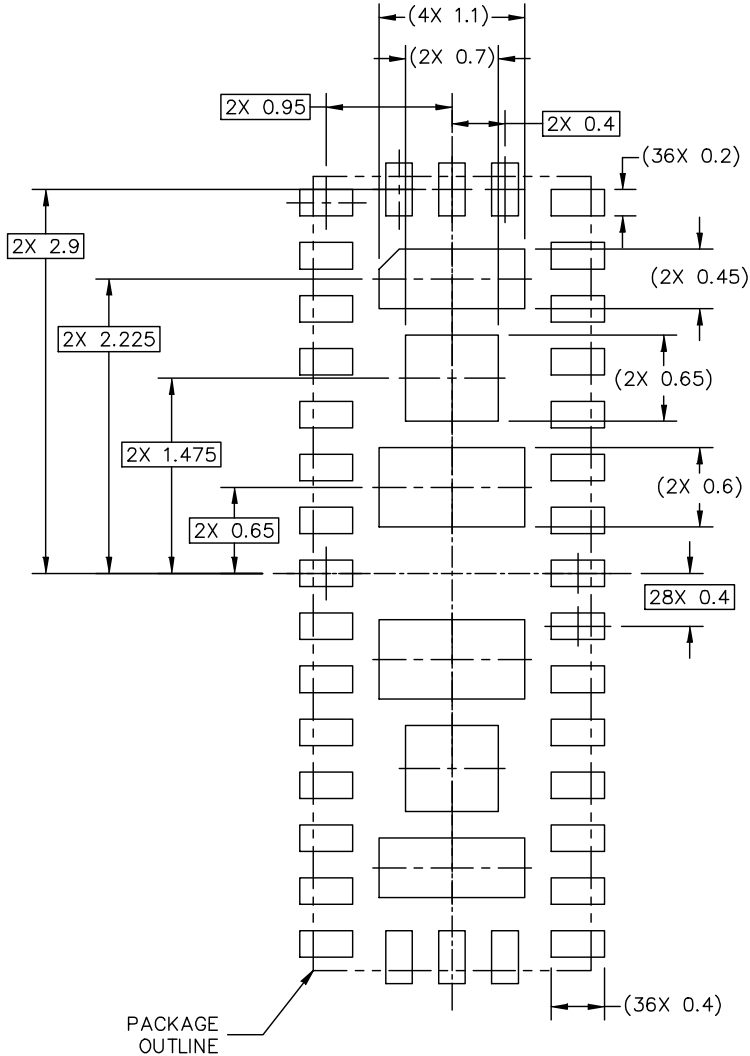 (4X 1.1)
(2X 0.7)
2X 0.95
2X 0.4
(36X 0.2)
2X 2.9
(2X 0.45)
2X 2.225
(2X 0.65)
2X 1.475
(2X 0.6)
2X 0.65
28X 0.4
(36X 0.4)
PACKAGE
OUTLINE